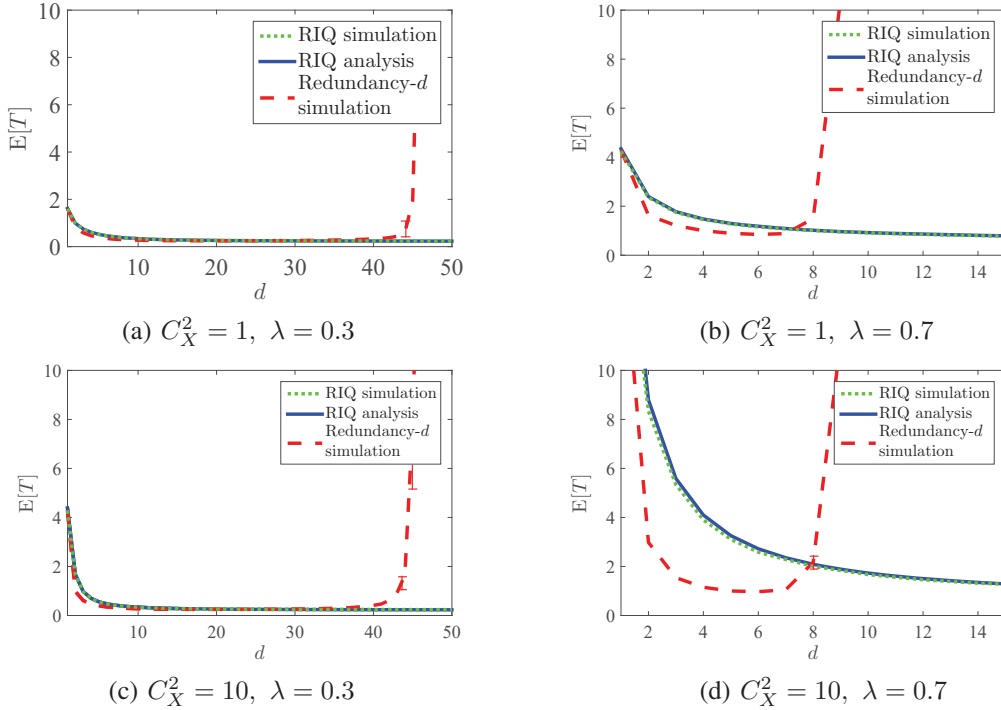 RIQ simulation
RIQ analysis
Redundancy-d
simulation
E[T]
10
8
6
4
2
0
10 20 30 40 50
d
(a) C_X^2 = 1, λ = 0.3
RIQ simulation
RIQ analysis
Redundancy-d
simulation
E[T]
10
8
6
4
2
0
2 4 6 8 10 12 14
d
(b) C_X^2 = 1, λ = 0.7
RIQ simulation
RIQ analysis
Redundancy-d
simulation
E[T]
10
8
6
4
2
0
10 20 30 40 50
d
(c) C_X^2 = 10, λ = 0.3
RIQ simulation
RIQ analysis
Redundancy-d
simulation
E[T]
10
8
6
4
2
0
2 4 6 8 10 12 14
d
(d) C_X^2 = 10, λ = 0.7